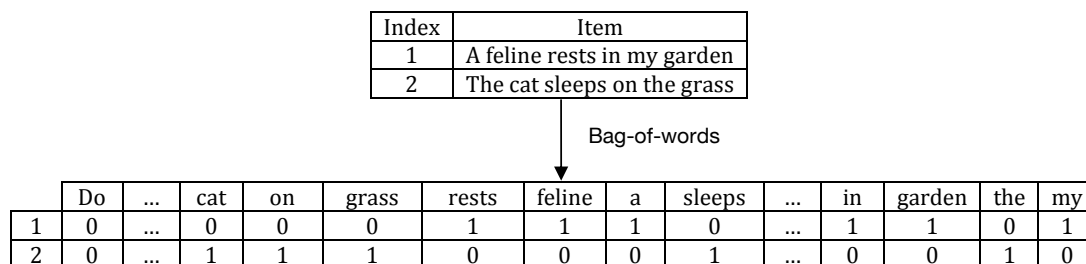 Index Item
1 A feline rests in my garden
2 The cat sleeps on the grass
Bag-of-words
Do ... cat on grass rests feline a sleeps ... in garden the my
1 0 ... 0 0 0 1 1 1 0 ... 1 1 0 1
2 0 ... 1 1 1 0 0 0 1 ... 0 0 1 0